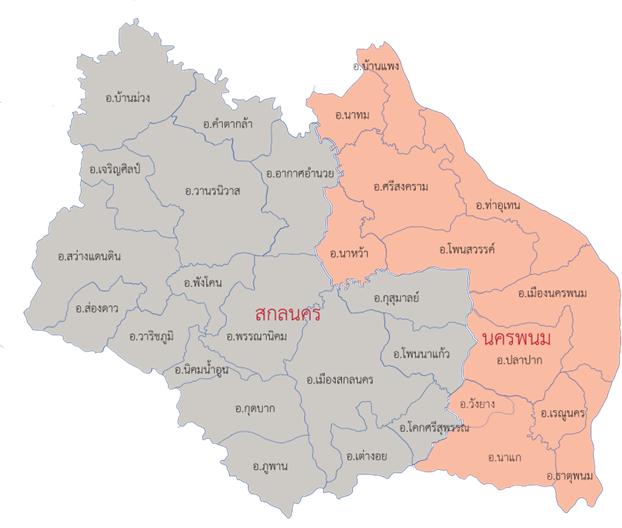 อ.บ้านแพง
อ.บ้านม่วง
อ.นาทม
อ.คำตากล้า
อ.เจริญศิลป์
อ.อากาศอำนวย
อ.วานรนิวาส
อ.ศรีสงคราม
อ.ท่าอุเทน
อ.สว่างแดนดิน
อ.นาหว้า
อ.โพนสวรรค์
อ.พังโคน
อ.ส่องดาว
อ.กุสุมาลย์
อ.เมืองนครพนม
สกลนคร
อ.วาริชภูมิ
อ.พรรณานิคม
นครพนม
อ.โพนนาแก้ว
อ.ปลาปาก
อ.นิคมน้ำอูน
อ.เมืองสกลนคร
อ.วังยาง
อ.กุดบาก
อ.เรณูนคร
อ.โคกศรีสุพรรณ
อ.เต่างอย
อ.นาแก
อ.ภูพาน
อ.ธาตุพนม